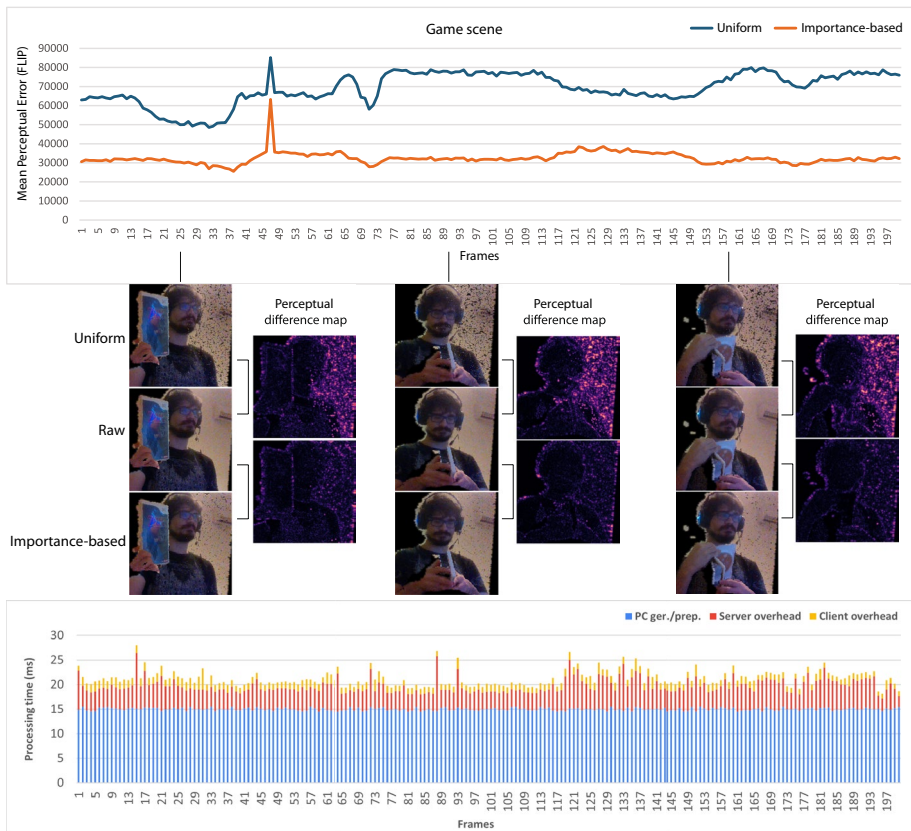 Game scene
Uniform Importance-based
Mean Perceptual Error (FLIP)
90000
80000
70000
60000
50000
40000
30000
20000
10000
0
1 5 9 13 17 21 25 29 33 37 41 45 49 53 57 61 65 69 73 77 81 85 89 93 97 101 105 109 113 117 121 125 129 133 137 141 145 149 153 157 161 165 169 173 177 181 185 189 193 197
Frames
Perceptual difference map
Perceptual difference map
Perceptual difference map
Uniform
Raw
Importance-based
PC ger./prep. Server overhead Client overhead
Processing time (ms)
30
25
20
15
10
5
0
1 5 9 13 17 21 25 29 33 37 41 45 49 53 57 61 65 69 73 77 81 85 89 93 97 101 105 109 113 117 121 125 129 133 137 141 145 149 153 157 161 165 169 173 177 181 185 189 193 197
Frames